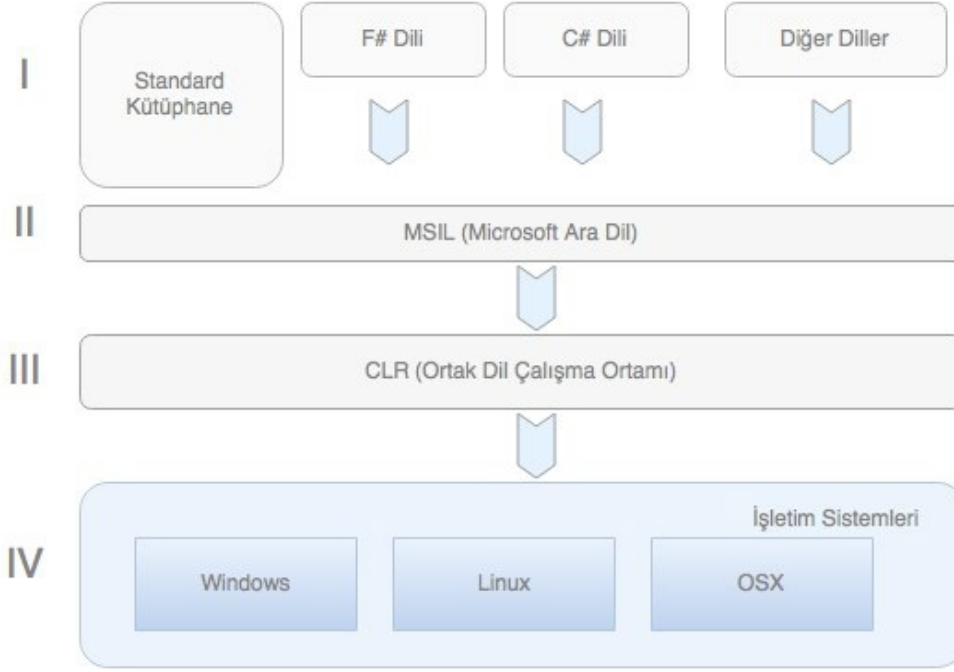 I
Standard
Kütüphane
F# Dili
C# Dili
Diğer Diller
II
MSIL (Microsoft Ara Dil)
III
CLR (Ortak Dil Çalışma Ortamı)
IV
İşletim Sistemleri
Windows
Linux
OSX